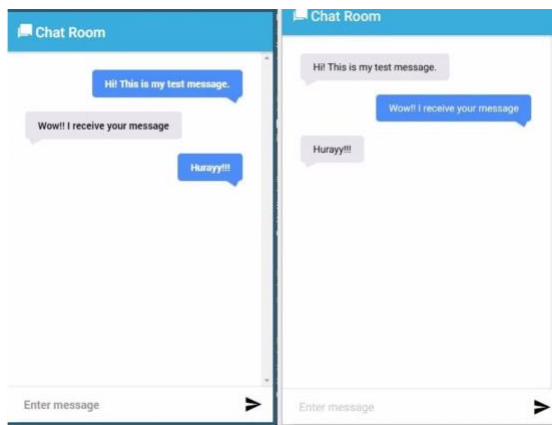 Chat Room
Hi! This is my test message.
Wow!! I receive your message
Hurayy!!!
Enter message
Chat Room
Hi! This is my test message.
Wow!! I receive your message
Hurayy!!!
Enter message